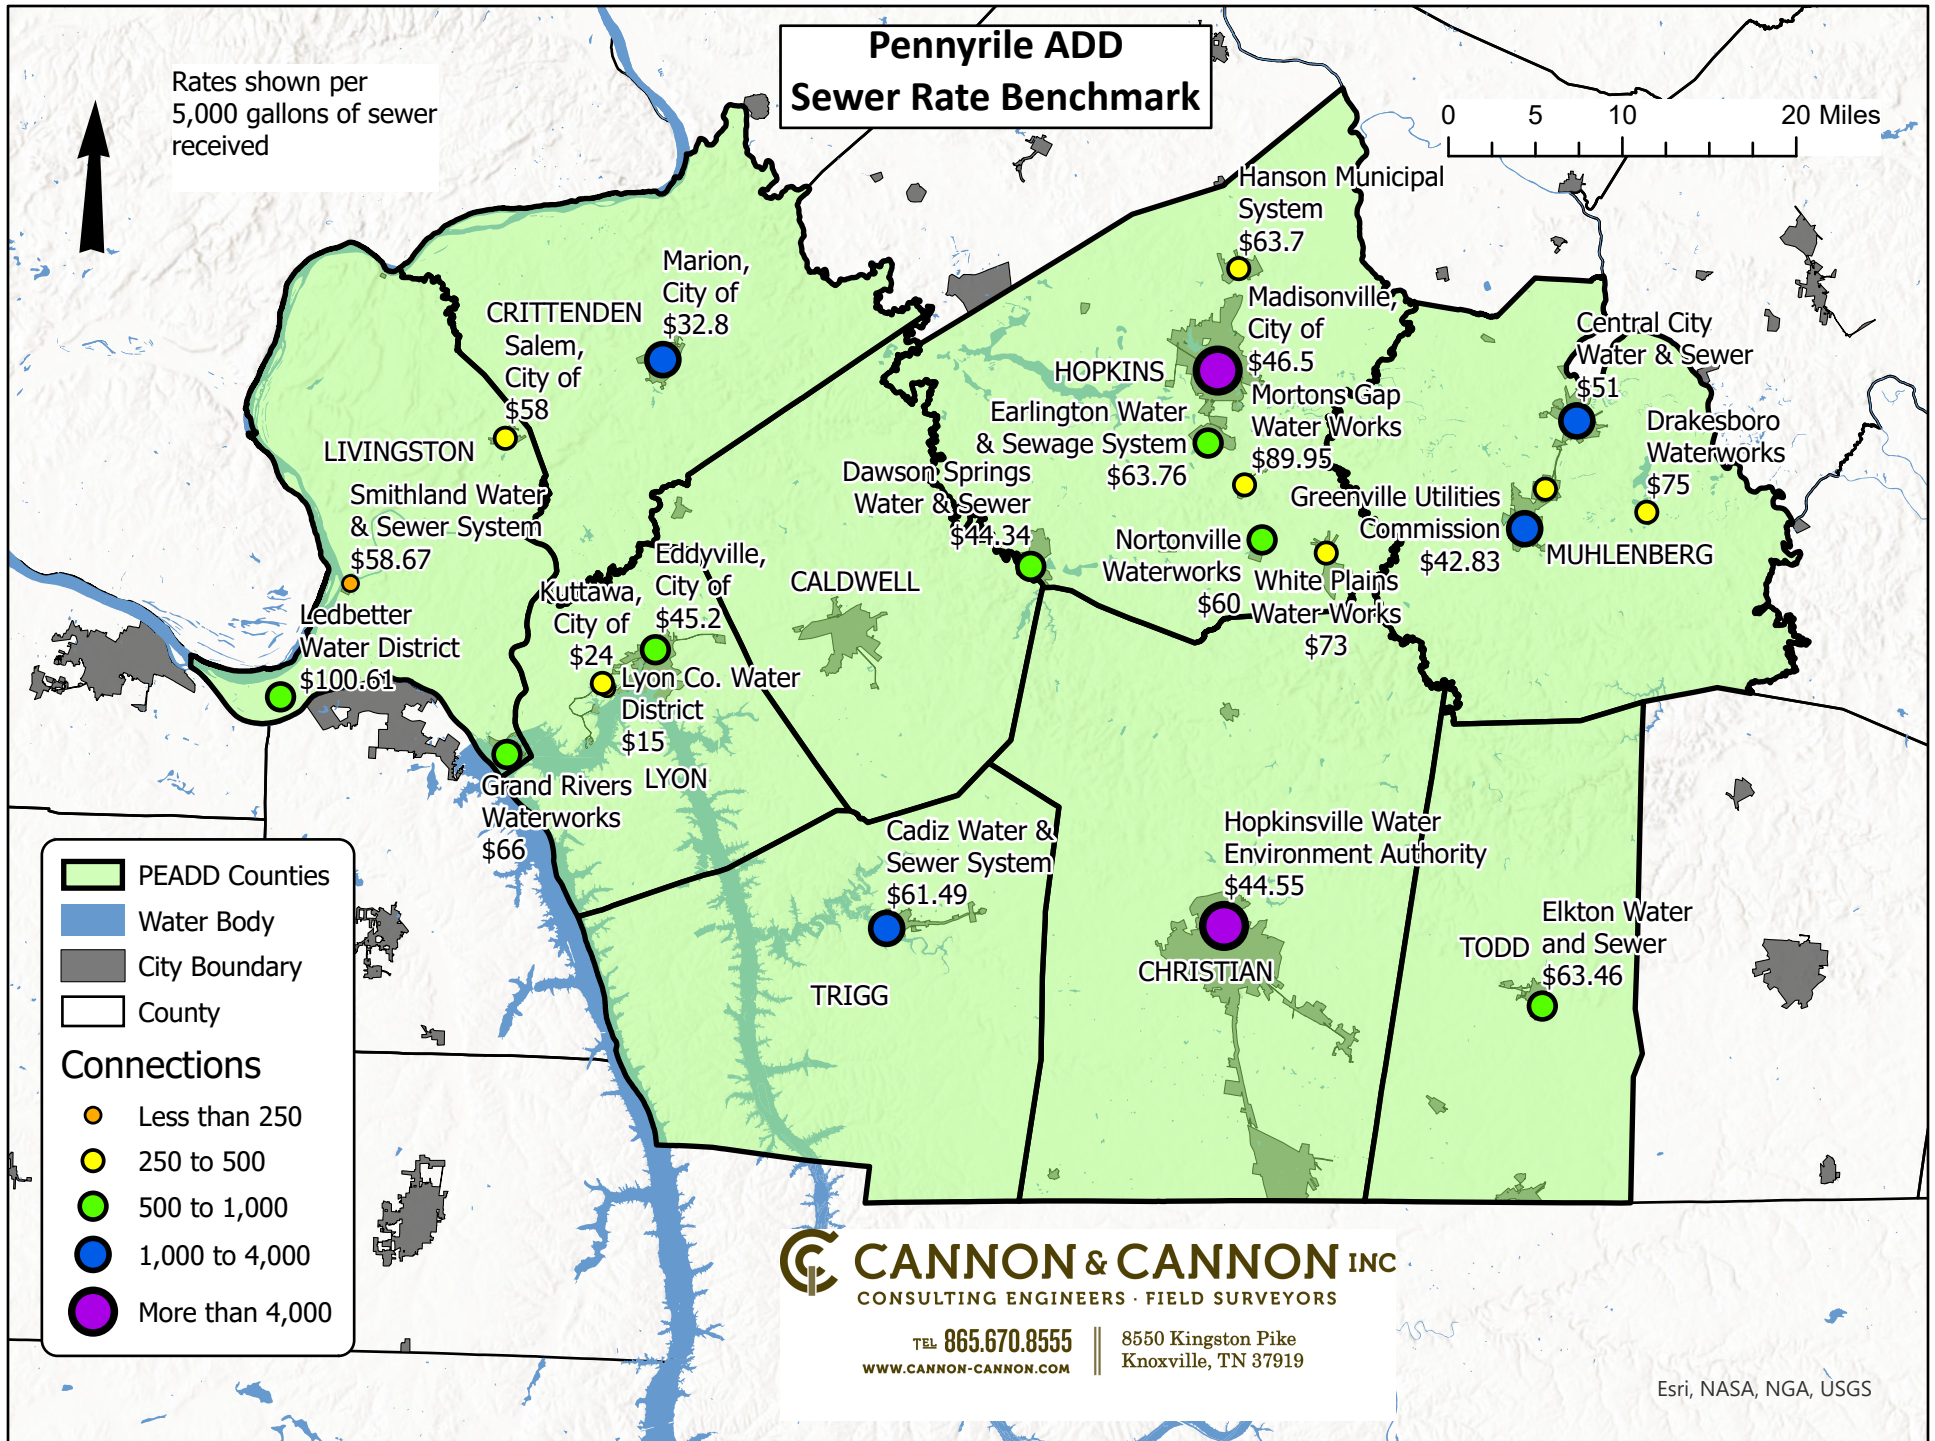 Pennyrile ADD
Sewer Rate Benchmark
Rates shown per
5,000 gallons of sewer
received
0 5 10 20 Miles
Hanson Municipal
System
$63.7
Marion,
City of
$32.8
CRITTENDEN
Salem,
City of
$58
Madisonville,
City of
$46.5
HOPKINS
Central City
Water & Sewer
$51
Mortons Gap
Water Works
$89.95
Earlington Water
& Sewage System
$63.76
Drakesboro
Waterworks
$75
LIVINGSTON
Dawson Springs
Water & Sewer
$44.34
Smithland Water
& Sewer System
$58.67
Greenville Utilities
Commission
$42.83
MUHLENBERG
Nortonville
Waterworks
$60
White Plains
Water Works
$73
Eddyville,
City of
$45.2
CALDWELL
Kuttawa,
City of
$24
Ledbetter
Water District
$100.61
Lyon Co. Water
District
$15
LYON
Grand Rivers
Waterworks
$66
Cadiz Water &
Sewer System
$61.49
Hopkinsville Water
Environment Authority
$44.55
Elkton Water
and Sewer
$63.46
TODD
CHRISTIAN
TRIGG
PEADD Counties
Water Body
City Boundary
County
Connections
Less than 250
250 to 500
500 to 1,000
1,000 to 4,000
More than 4,000
CANNON & CANNON INC
CONSULTING ENGINEERS · FIELD SURVEYORS
TEL 865.670.8555
WWW.CANNON-CANNON.COM
8550 Kingston Pike
Knoxville, TN 37919
Esri, NASA, NGA, USGS